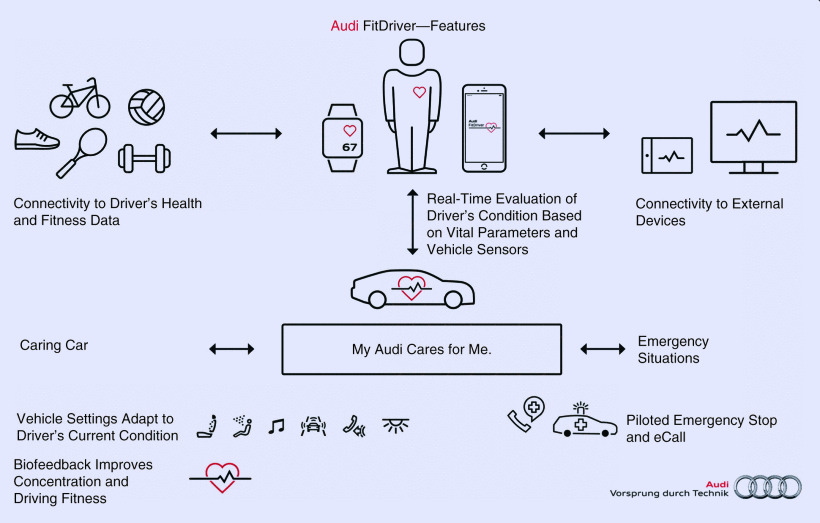 Audi FitDriver—Features
67
Audi
FitDriver
Connectivity to Driver's Health
and Fitness Data
Real-Time Evaluation of
Driver's Condition Based
on Vital Parameters and
Vehicle Sensors
Connectivity to External
Devices
Caring Car
My Audi Cares for Me.
Emergency
Situations
Vehicle Settings Adapt to
Driver's Current Condition
Piloted Emergency Stop
and eCall
Biofeedback Improves
Concentration and
Driving Fitness
Audi
Vorsprung durch Technik